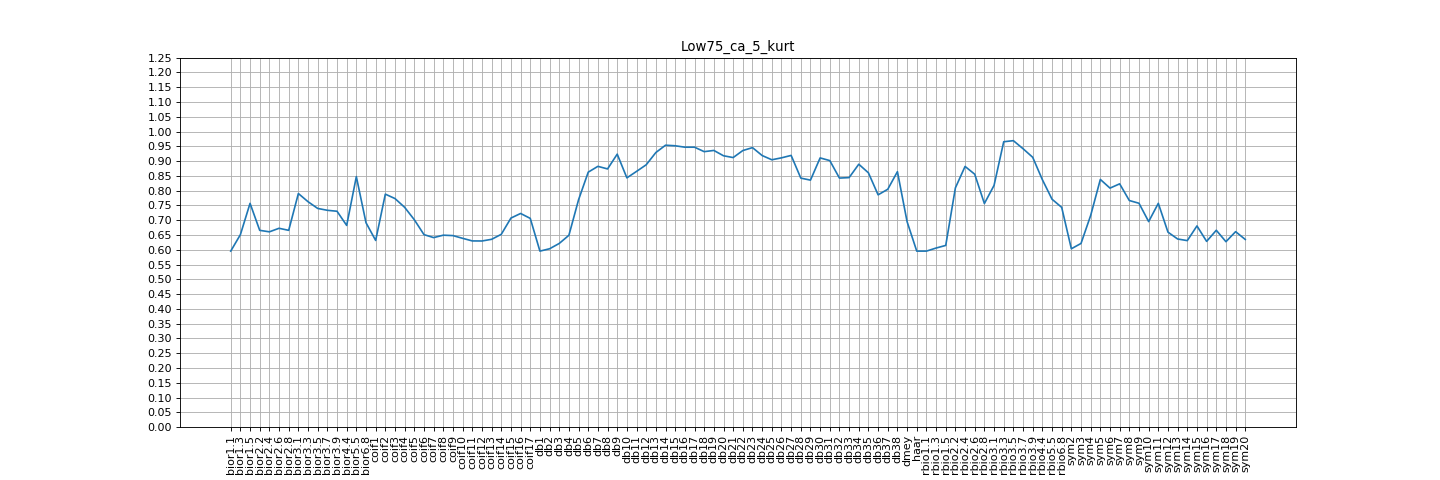 Low75_ca_5_kurt
1.25
1.20
1.15
1.10
1.05
1.00
0.95
0.90
0.85
0.80
0.75
0.70
0.65
0.60
0.55
0.50
0.45
0.40
0.35
0.30
0.25
0.20
0.15
0.10
0.05
0.00
bior1.1
bior1.3
bior1.5
bior2.2
bior2.4
bior2.6
bior2.8
bior3.1
bior3.3
bior3.5
bior3.7
bior3.9
bior4.4
bior5.5
bior6.8
coif1
coif2
coif3
coif4
coif5
coif6
coif7
coif8
coif9
coif10
coif11
coif12
coif13
coif14
coif15
coif16
coif17
db1
db2
db3
db4
db5
db6
db7
db8
db9
db10
db11
db12
db13
db14
db15
db16
db17
db18
db19
db20
db21
db22
db23
db24
db25
db26
db27
db28
db29
db30
db31
db32
db33
db34
db35
db36
db37
db38
dmey
haar
rbio1.1
rbio1.3
rbio1.5
rbio2.2
rbio2.4
rbio2.6
rbio2.8
rbio3.1
rbio3.3
rbio3.5
rbio3.7
rbio3.9
rbio4.4
rbio5.5
rbio6.8
sym2
sym3
sym4
sym5
sym6
sym7
sym8
sym9
sym10
sym11
sym12
sym13
sym14
sym15
sym16
sym17
sym18
sym19
sym20